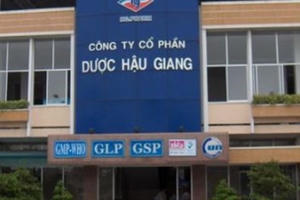 CÔNG TY CỔ PHẦN
DƯỢC HẬU GIANG
GMP-WHO GLP GSP